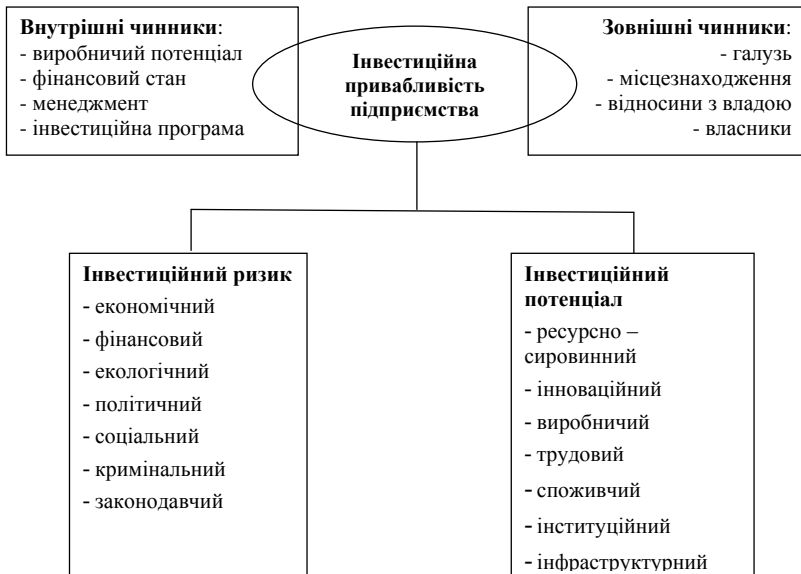 Внутрішні чинники:
- виробничий потенціал
- фінансовий стан
- менеджмент
- інвестиційна програма
Інвестиційна
привабливість
підприємства
Зовнішні чинники:
- галузь
- місцезнаходження
- відносини з владою
- власники
Інвестиційний ризик
- економічний
- фінансовий
- екологічний
- політичний
- соціальний
- кримінальний
- законодавчий
Інвестиційний
потенціал
- ресурсно –
сировинний
- інноваційний
- виробничий
- трудовий
- споживчий
- інституційний
- інфраструктурний